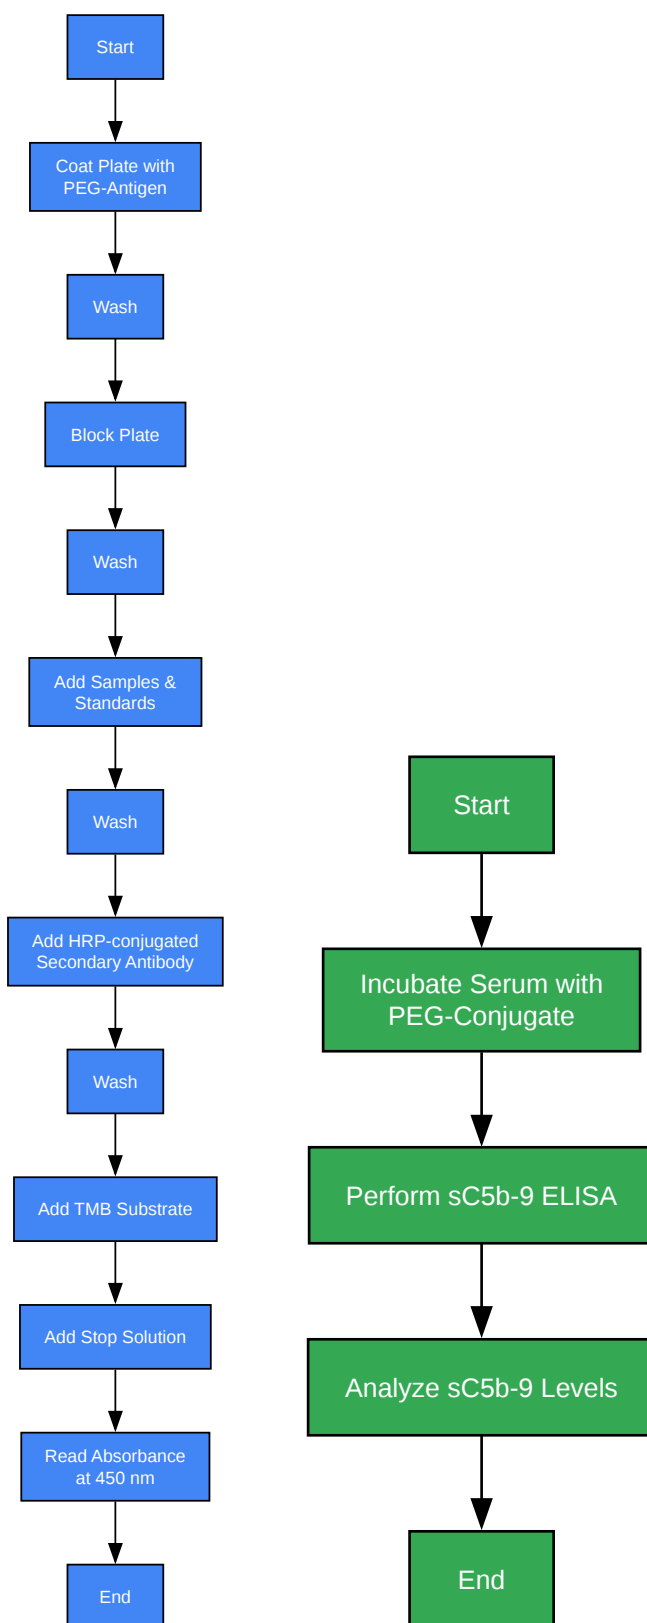 Start
Coat Plate with
PEG-Antigen
Wash
Block Plate
Wash
Add Samples &
Standards
Wash
Add HRP-conjugated
Secondary Antibody
Wash
Add TMB Substrate
Add Stop Solution
Read Absorbance
at 450 nm
End
Start
Incubate Serum with
PEG-Conjugate
Perform sC5b-9 ELISA
Analyze sC5b-9 Levels
End